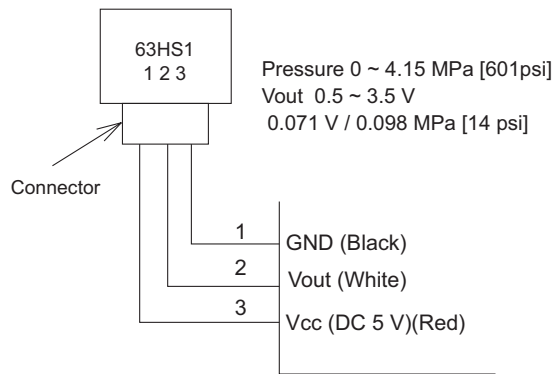 63HS1
1 2 3
Pressure 0 ~ 4.15 MPa [601psi]
Vout 0.5 ~ 3.5 V
0.071 V / 0.098 MPa [14 psi]
Connector
1
GND (Black)
2
Vout (White)
3
Vcc (DC 5 V)(Red)